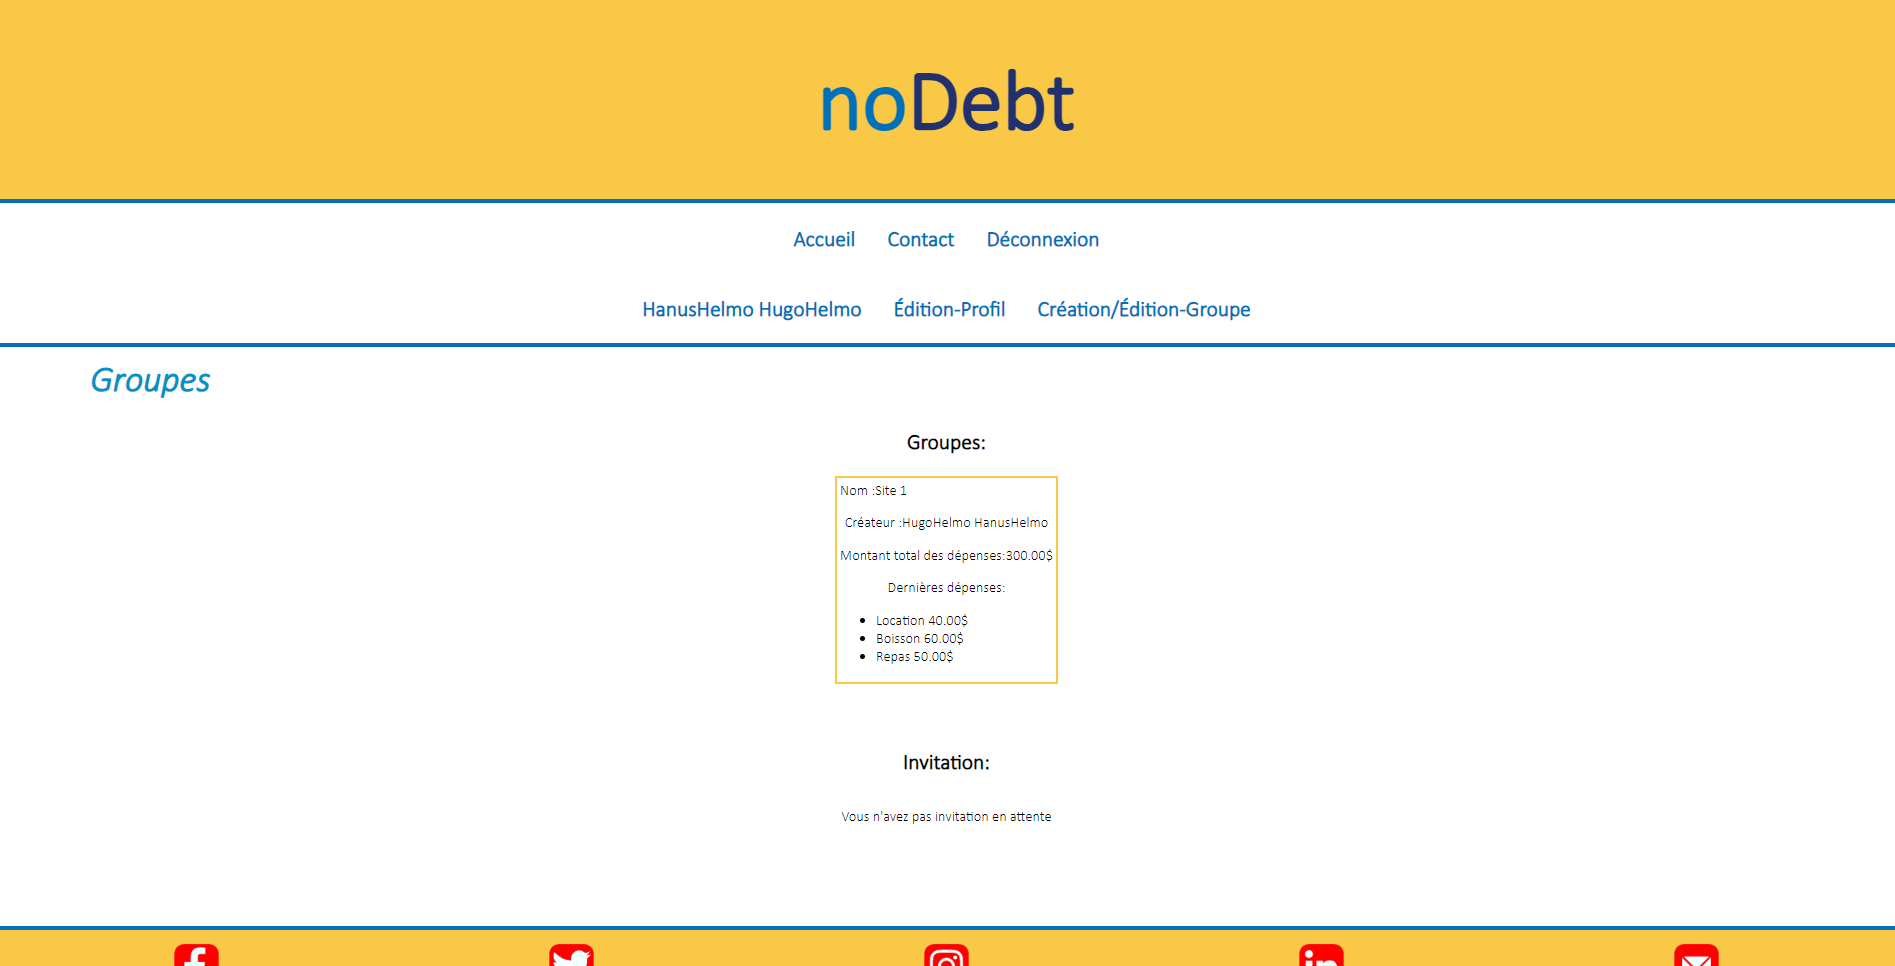 noDebt
Accueil Contact Déconnexion
HanusHelmo HugoHelmo Édition-Profil Création/Édition-Groupe
Groupes
Groupes:
Nom :Site 1
Créateur :HugoHelmo HanusHelmo
Montant total des dépenses:300.00$
Dernières dépenses:
Location 40.00$
Boisson 60.00$
Repas 50.00$
Invitation:
Vous n'avez pas invitation en attente